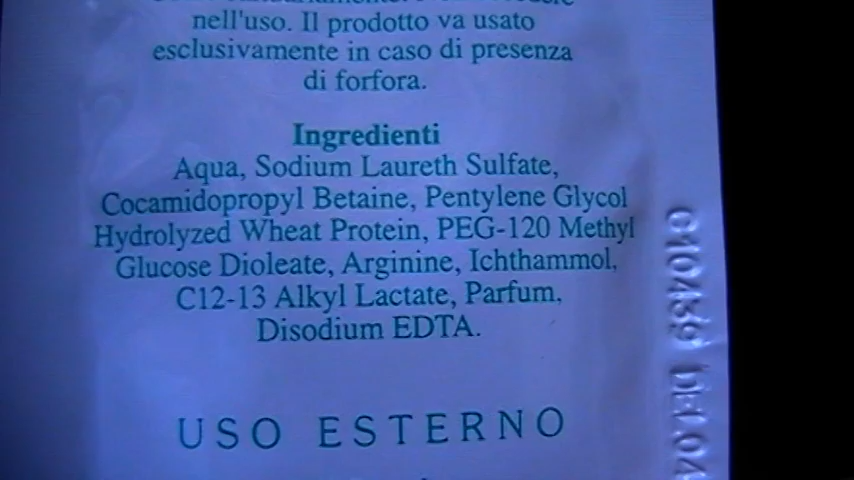 nell'uso. Il prodotto va usato
esclusivamente in caso di presenza
di forfora.
Ingredienti
Aqua, Sodium Laureth Sulfate,
Cocamidopropyl Betaine, Pentylene Glycol
Hydrolyzed Wheat Protein, PEG-120 Methyl
Glucose Dioleate, Arginine, Ichthammol,
C12-13 Alkyl Lactate, Parfum,
Disodium EDTA.
USO ESTERNO